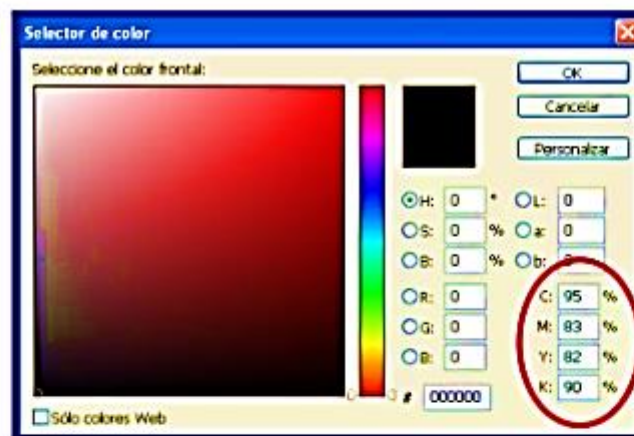 Selector de color
Seleccione el color frontal:
OK
Cancelar
Personalizar
H: 0 °
S: 0 %
B: 0 %
R: 0
G: 0
B: 0
# 000000
L: 0
a: 0
b: 0
C: 95 %
M: 83 %
Y: 82 %
K: 90 %
Sólo colores Web